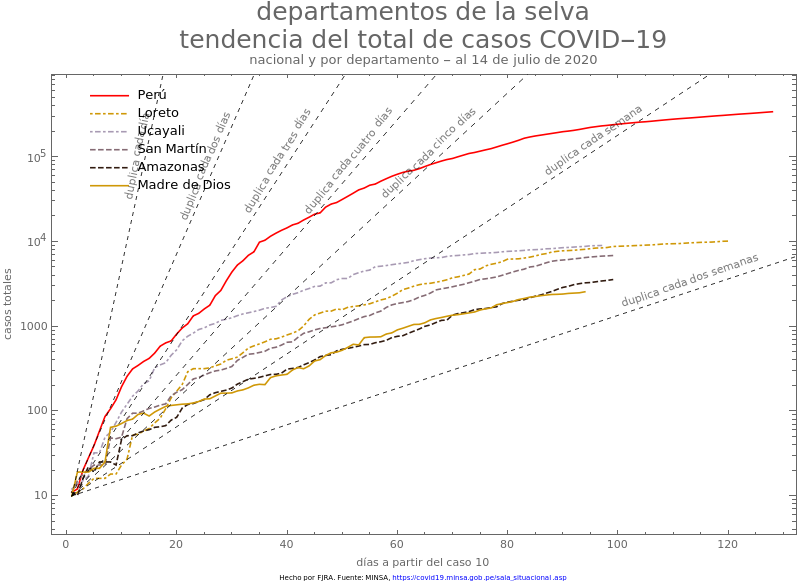 departamentos de la selva
tendencia del total de casos COVID−19
nacional y por departamento − al 14 de julio de 2020
Perú
Loreto
Ucayali
San Martín
Amazonas
Madre de Dios
duplica cada día
duplica cada dos días
duplica cada tres días
duplica cada cuatro días
duplica cada cinco días
duplica cada semana
duplica cada dos semanas
casos totales
10^5
10^4
1000
100
10
0 20 40 60 80 100 120
días a partir del caso 10
Hecho por FJRA. Fuente: MINSA, https://covid19.minsa.gob.pe/sala_situacional.asp